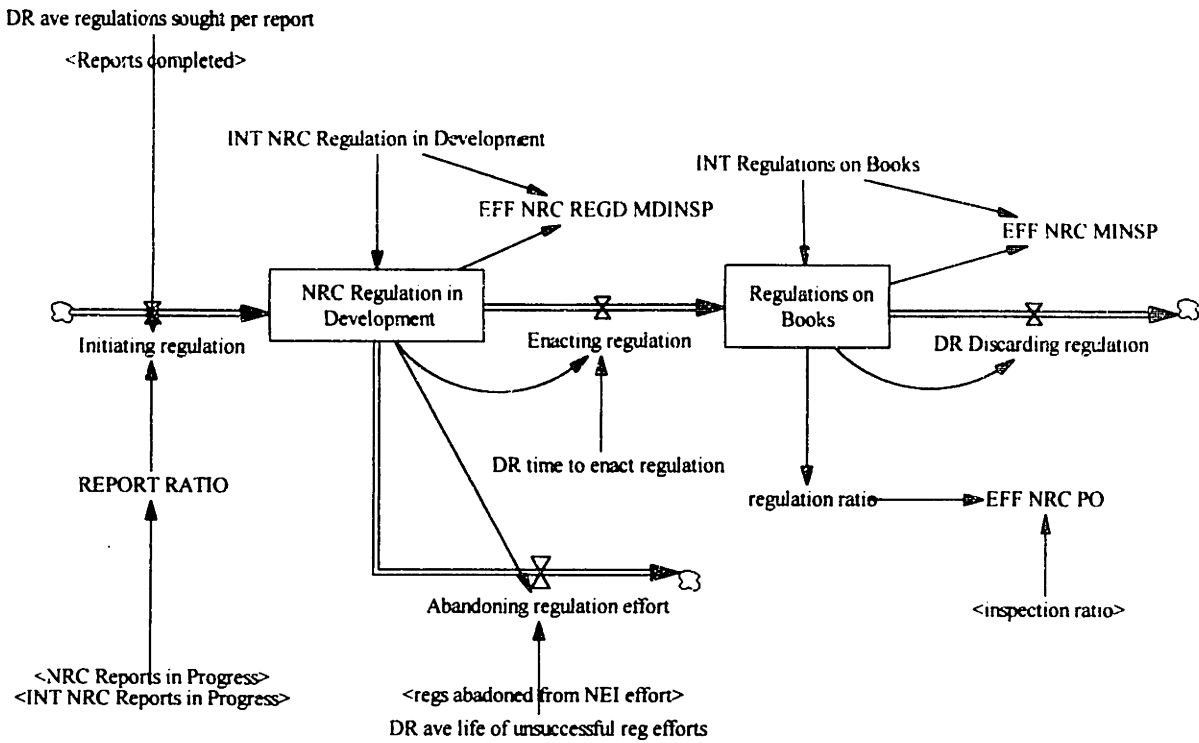 DR ave regulations sought per report
<Reports completed>
INT NRC Regulation in Development
INT Regulations on Books
EFF NRC REGD MDINSP
EFF NRC MINSP
NRC Regulation in
Development
Regulations on
Books
Initiating regulation
Enacting regulation
DR Discarding regulation
DR time to enact regulation
REPORT RATIO
regulation ratio
EFF NRC PO
Abandoning regulation effort
<inspection ratio>
<NRC Reports in Progress>
<INT NRC Reports in Progress>
<regs abadoned from NEI effort>
DR ave life of unsuccessful reg efforts